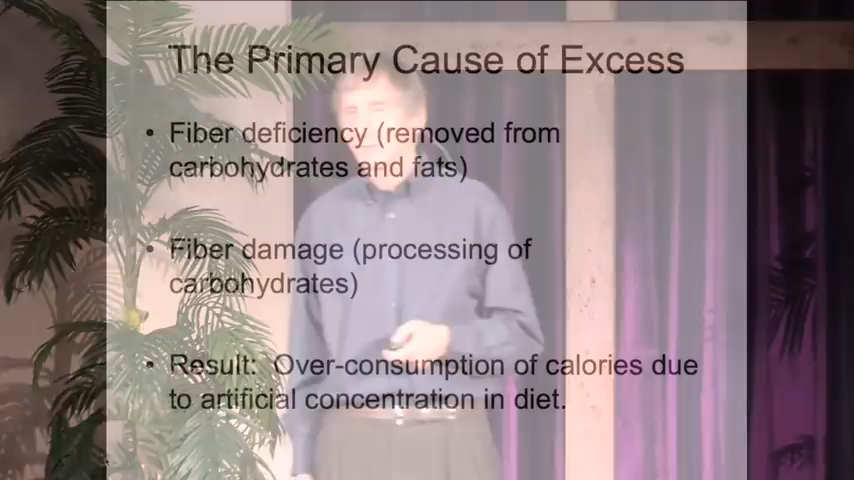 The Primary Cause of Excess
• Fiber deficiency (removed from
carbohydrates and fats)
• Fiber damage (processing of
carbohydrates)
• Result: Over-consumption of calories due
to artificial concentration in diet.